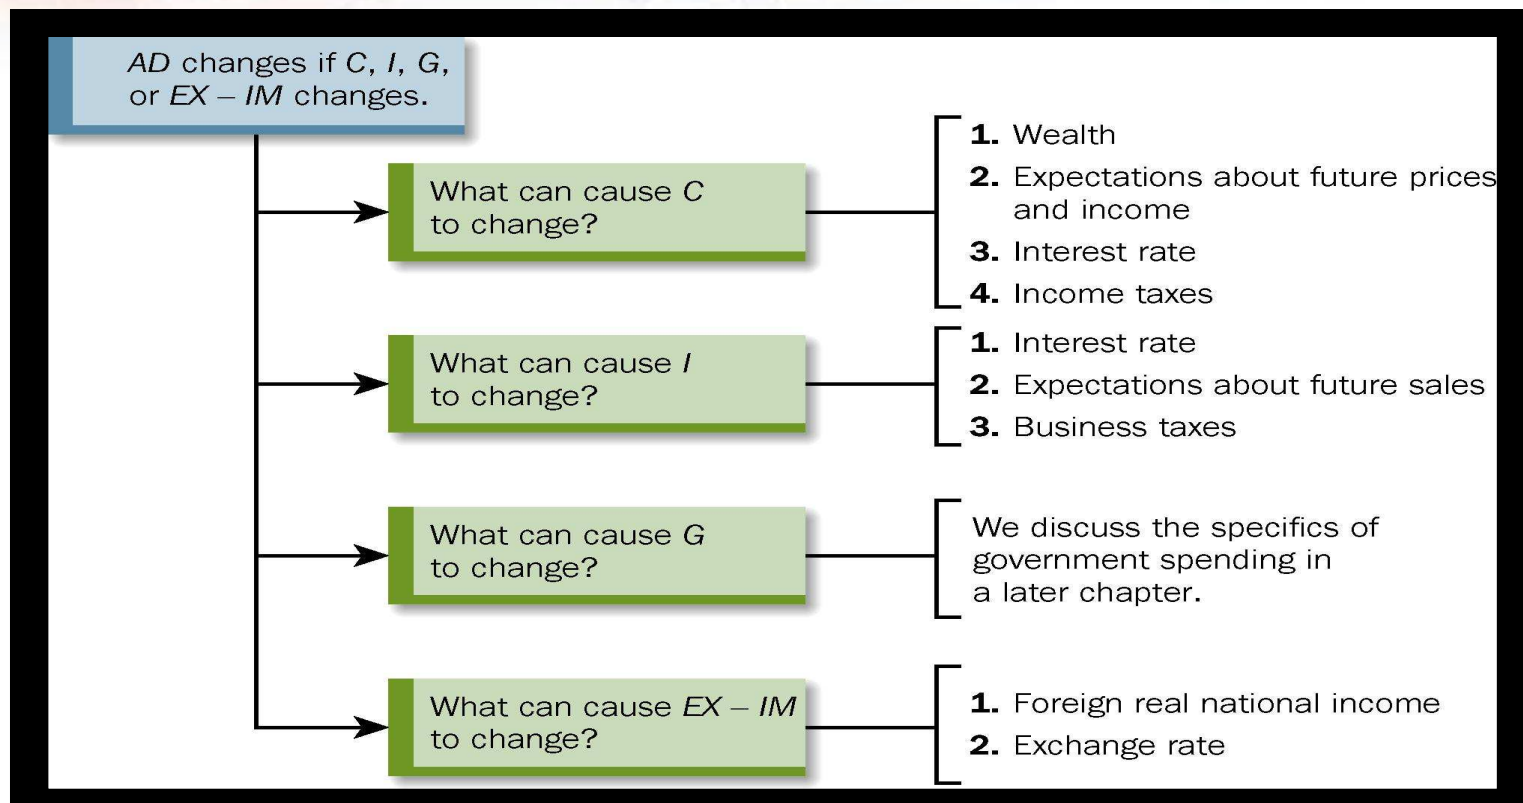 AD changes if C, I, G,
or EX – IM changes.
What can cause C
to change?
1. Wealth
2. Expectations about future prices
and income
3. Interest rate
4. Income taxes
What can cause I
to change?
1. Interest rate
2. Expectations about future sales
3. Business taxes
What can cause G
to change?
We discuss the specifics of
government spending in
a later chapter.
What can cause EX – IM
to change?
1. Foreign real national income
2. Exchange rate